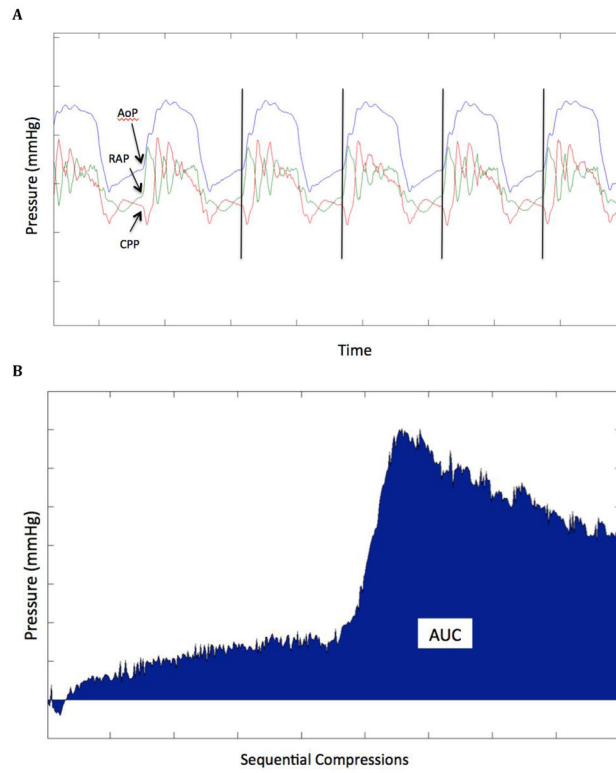 A
AoP
RAP
CPP
Pressure (mmHg)
Time
B
Pressure (mmHg)
AUC
Sequential Compressions